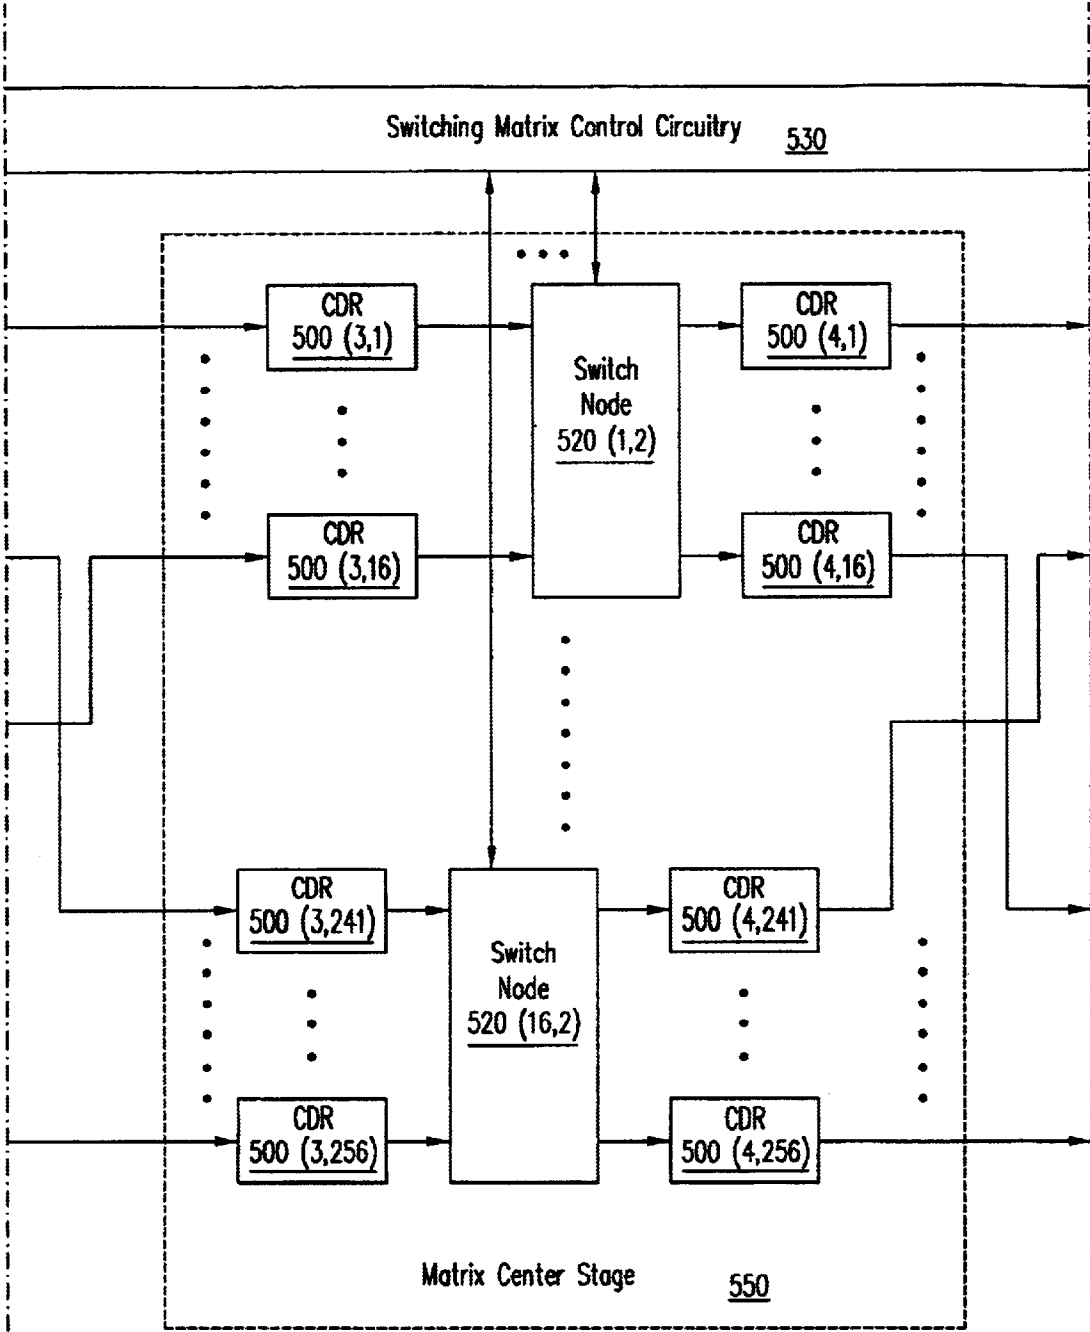 Switching Matrix Control Circuitry 530
CDR
500 (3,1)
CDR
500 (4,1)
Switch
Node
520 (1,2)
CDR
500 (3,16)
CDR
500 (4,16)
CDR
500 (3,241)
CDR
500 (4,241)
Switch
Node
520 (16,2)
CDR
500 (3,256)
CDR
500 (4,256)
Matrix Center Stage 550